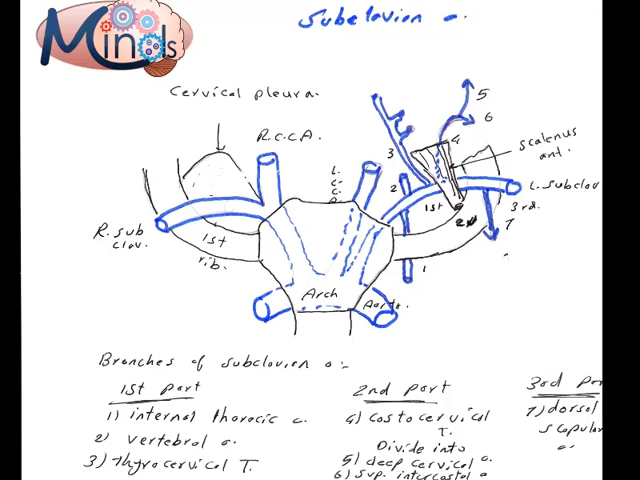 Minds
Subclavian a.
Cervical pleura.
R.C.C.A.
L.
C.
C.
1
2
3
4
5
6
7
scalenus
ant.
L. Subclav
1st
2nd
3rd.
R. sub
clav.
1st
rib.
Arch
Aorta.
Branches of subclavian a:-
1st part
1) internal thoracic a.
2) vertebral a.
3) Thyrocervical T.
2nd part
4) costocervical
T.
Divide into
5) deep cervical a.
6) sup. intercostal a
3rd par
7) dorsal
scapular
a.